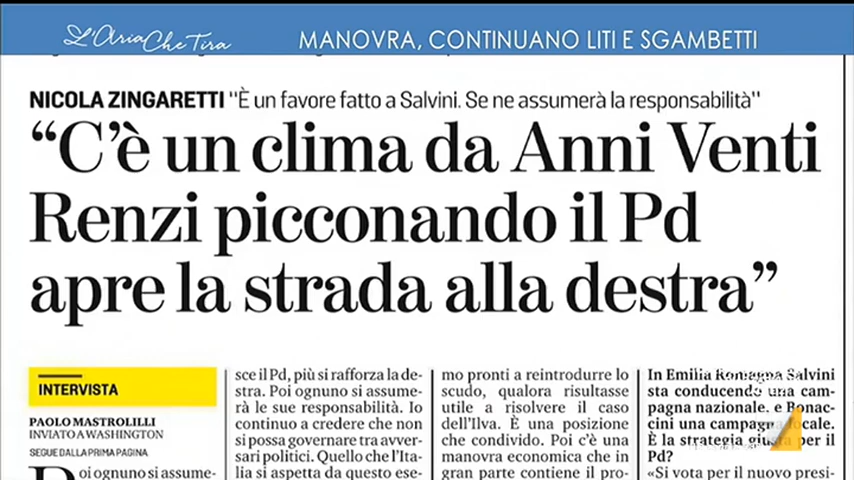 L'Aria Che Tira
MANOVRA, CONTINUANO LITI E SGAMBETTI
NICOLA ZINGARETTI "È un favore fatto a Salvini. Se ne assumerà la responsabilità"
“C'è un clima da Anni Venti
Renzi picconando il Pd
apre la strada alla destra”
INTERVISTA
PAOLO MASTROLILLI
INVIATO A WASHINGTON
SEGUE DALLA PRIMA PAGINA
Poi ognuno si assume-
sce il Pd, più si rafforza la de-
stra. Poi ognuno si assume-
rà le sue responsabilità. Io
continuo a credere che non
si possa governare tra avver-
sari politici. Quello che l'Ita-
lia si aspetta da questo ese-
mo pronti a reintrodurre lo
scudo, qualora risultasse
utile a risolvere il caso
dell'Ilva. È una posizione
che condivido. Poi c'è una
manovra economica che in
gran parte contiene il pro-
In Emilia Romagna Salvini
sta conducendo una cam-
pagna nazionale, e Bonac-
cini una campagna locale.
È la strategia giusta per il
Pd?
«Si vota per il nuovo presi-